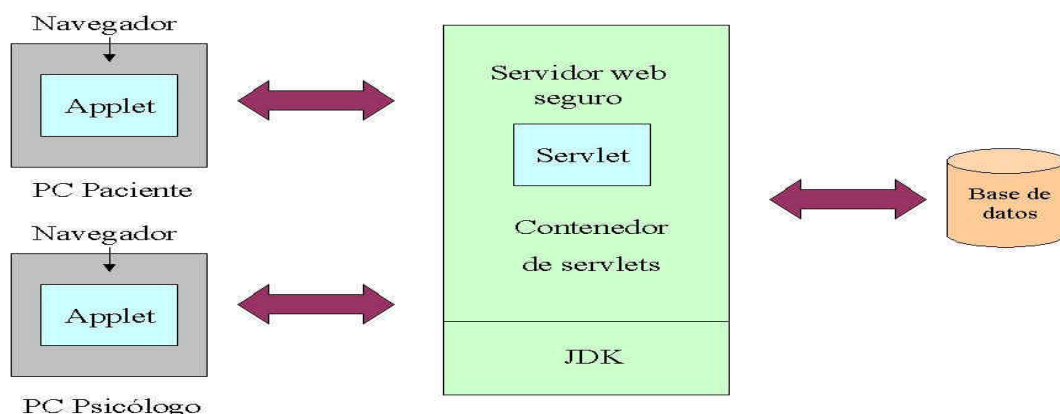 Navegador
Applet
PC Paciente
Navegador
Applet
PC Psicólogo
Servidor web
seguro
Servlet
Contenedor
de servlets
JDK
Base de
datos